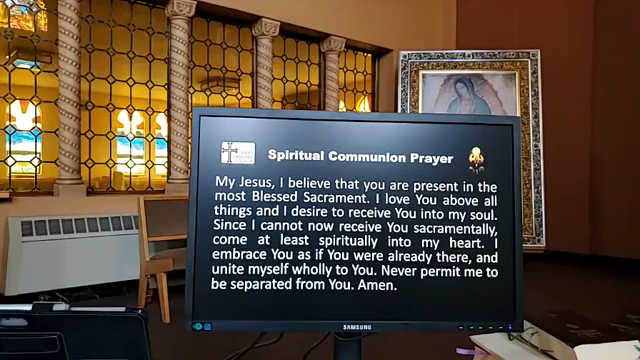 Spiritual Communion Prayer
My Jesus, I believe that you are present in the
most Blessed Sacrament. I love You above all
things and I desire to receive You into my soul.
Since I cannot now receive You sacramentally,
come at least spiritually into my heart. I
embrace You as if You were already there, and
unite myself wholly to You. Never permit me to
be separated from You. Amen.
SAMSUNG